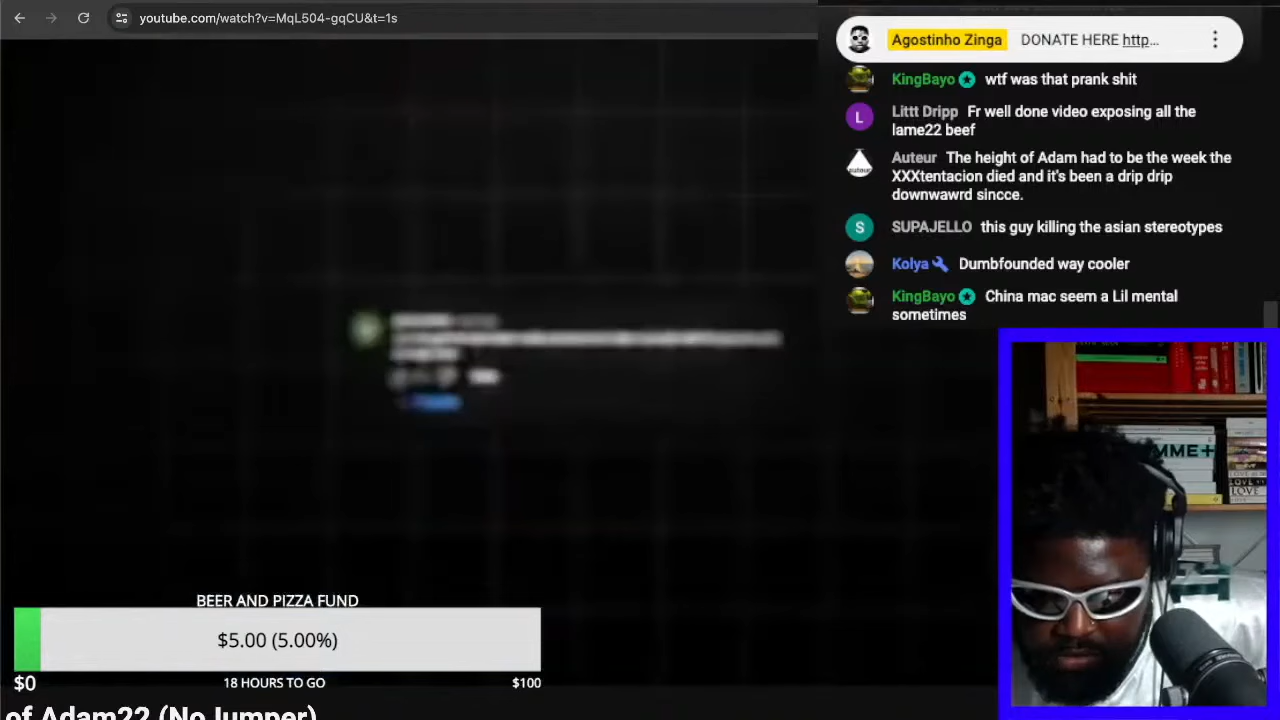 youtube.com/watch?v=MqL504-gqCU&t=1s
Agostinho Zinga DONATE HERE http...
KingBayo wtf was that prank shit
L Littt Dripp Fr well done video exposing all the
lame22 beef
Auteur The height of Adam had to be the week the
XXXtentacion died and it's been a drip drip
downwawrd sincce.
S SUPAJELLO this guy killing the asian stereotypes
Kolya Dumbfounded way cooler
KingBayo China mac seem a Lil mental
sometimes
MME+
LOVE
LOVE
BEER AND PIZZA FUND
$5.00 (5.00%)
$0 18 HOURS TO GO $100
of Adam22 (No Jumper)